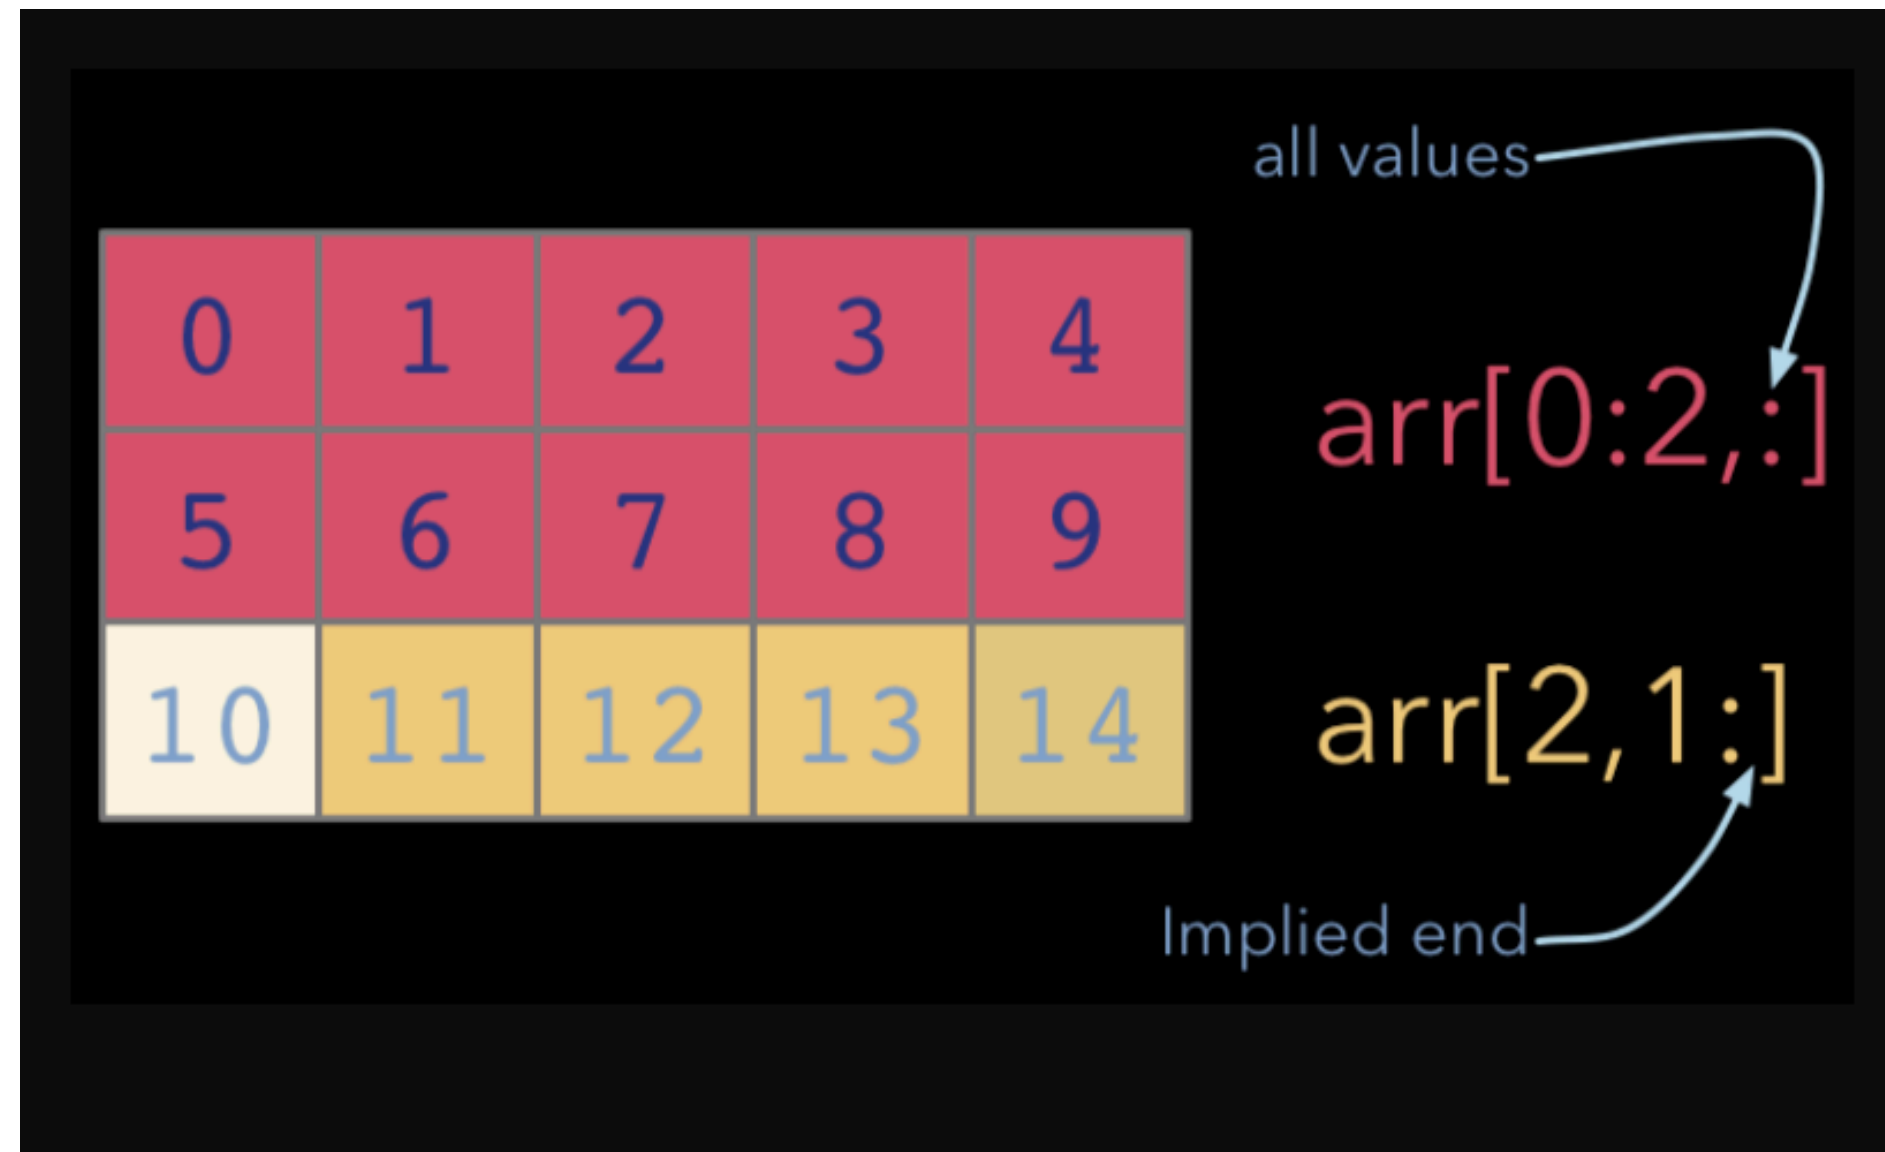 all values
0 1 2 3 4
arr[0:2,:]
5 6 7 8 9
10 11 12 13 14
arr[2,1:]
Implied end